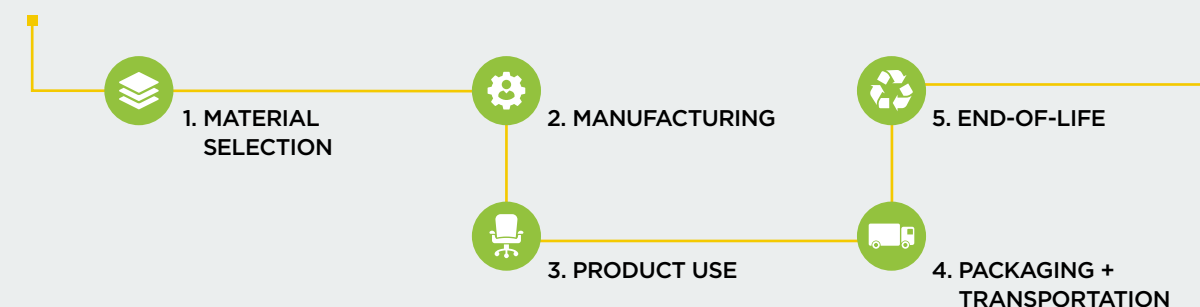 1. MATERIAL
SELECTION
2. MANUFACTURING
3. PRODUCT USE
4. PACKAGING +
TRANSPORTATION
5. END-OF-LIFE